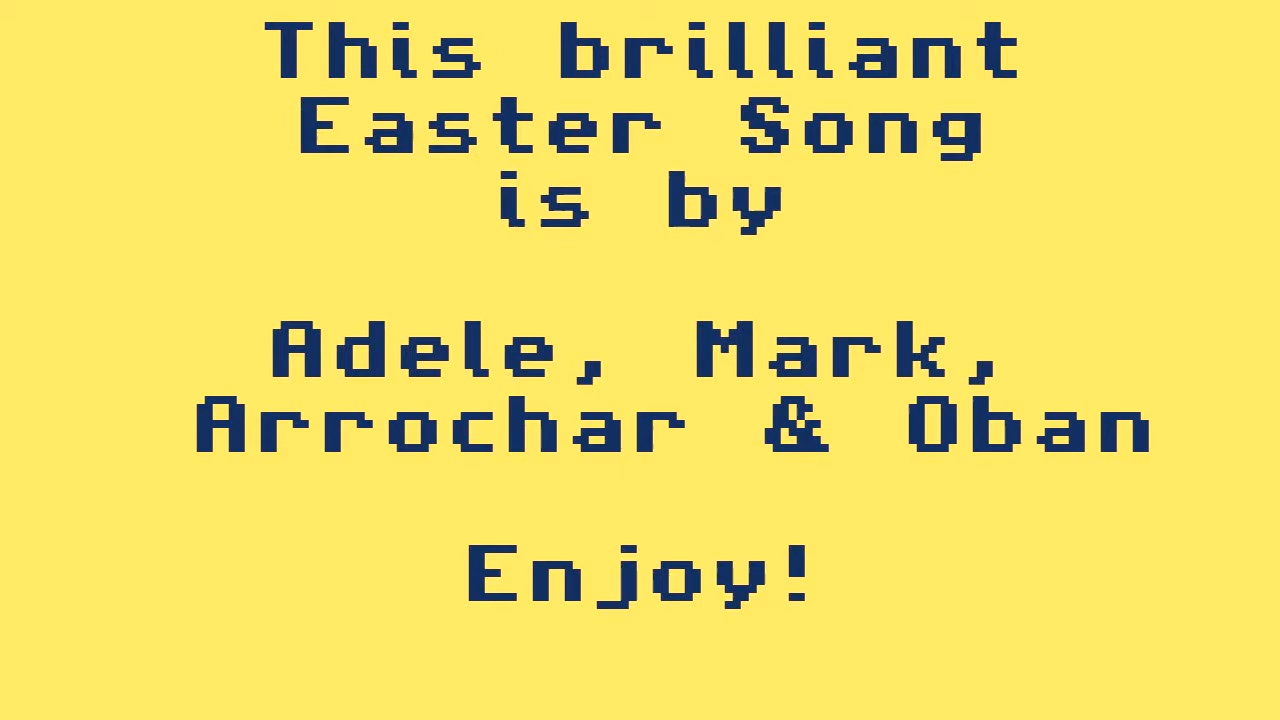 This brilliant
Easter Song
is by
Adele, Mark,
Arrochar & Oban
Enjoy!